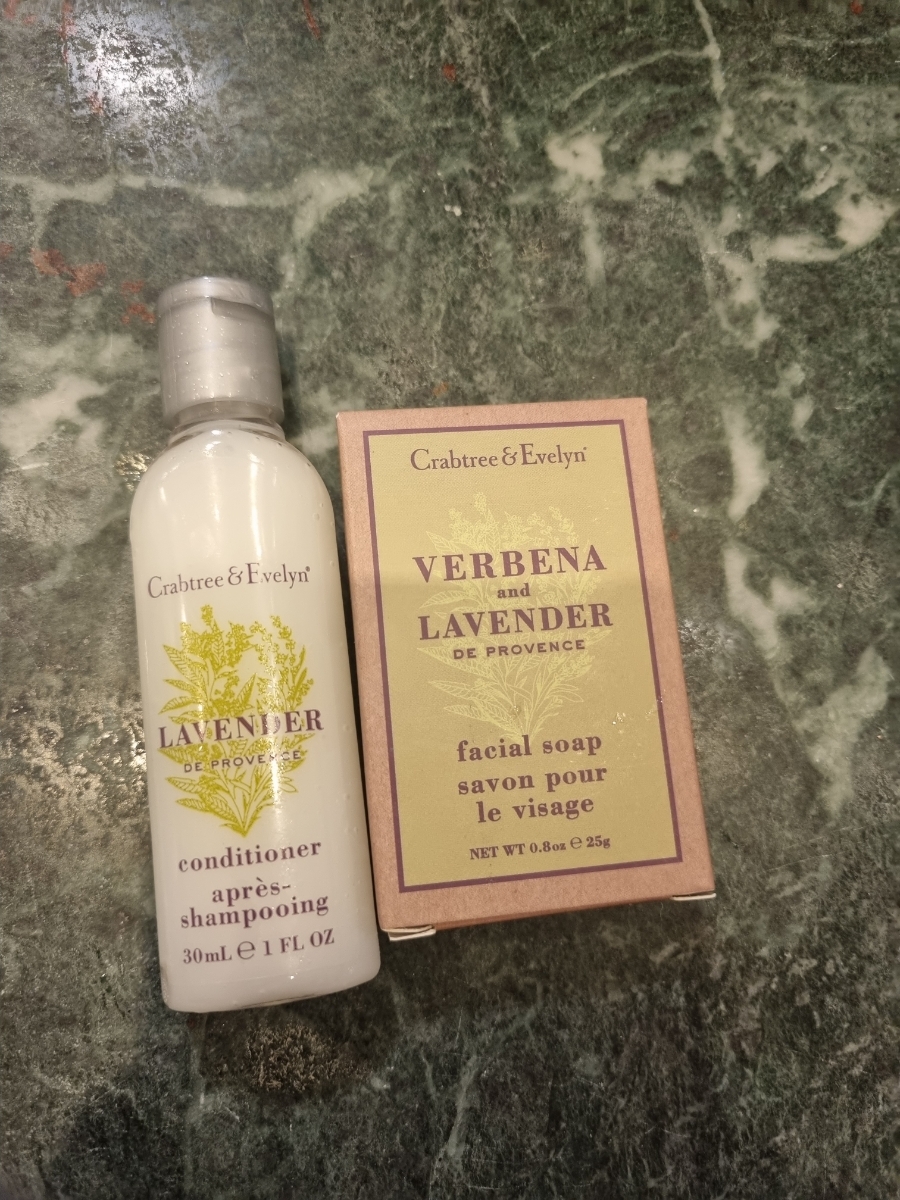 Crabtree & Evelyn®
LAVENDER
DE PROVENCE
conditioner
après-
shampooing
30mL ℮ 1 FL OZ
Crabtree & Evelyn®
VERBENA
and
LAVENDER
DE PROVENCE
facial soap
savon pour
le visage
NET WT 0.8oz ℮ 25g